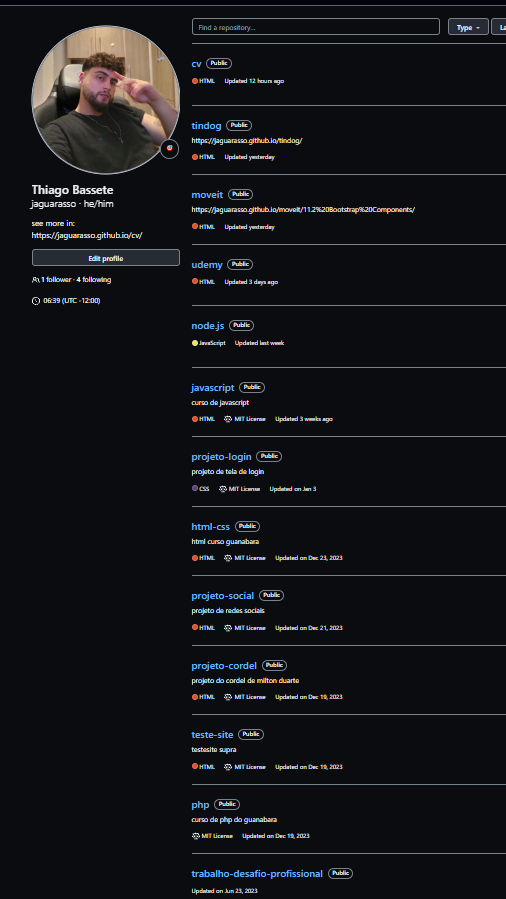 Find a repository...
Type
La
Thiago Bassete
jaguarasso · he/him
see more in:
https://jaguarasso.github.io/cv/
Edit profile
1 follower · 4 following
06:39 (UTC -12:00)
cv Public
HTML Updated 12 hours ago
tindog Public
https://jaguarasso.github.io/tindog/
HTML Updated yesterday
moveit Public
https://jaguarasso.github.io/moveit/11.2%20Bootstrap%20Components/
HTML Updated yesterday
udemy Public
HTML Updated 3 days ago
node.js Public
JavaScript Updated last week
javascript Public
curso de javascript
HTML MIT License Updated 3 weeks ago
projeto-login Public
projeto de tela de login
CSS MIT License Updated on Jan 3
html-css Public
html curso guanabara
HTML MIT License Updated on Dec 23, 2023
projeto-social Public
projeto de redes sociais
HTML MIT License Updated on Dec 21, 2023
projeto-cordel Public
projeto do cordel de milton duarte
HTML MIT License Updated on Dec 19, 2023
teste-site Public
testesite supra
HTML MIT License Updated on Dec 19, 2023
php Public
curso de php do guanabara
MIT License Updated on Dec 19, 2023
trabalho-desafio-profissional Public
Updated on Jun 23, 2023